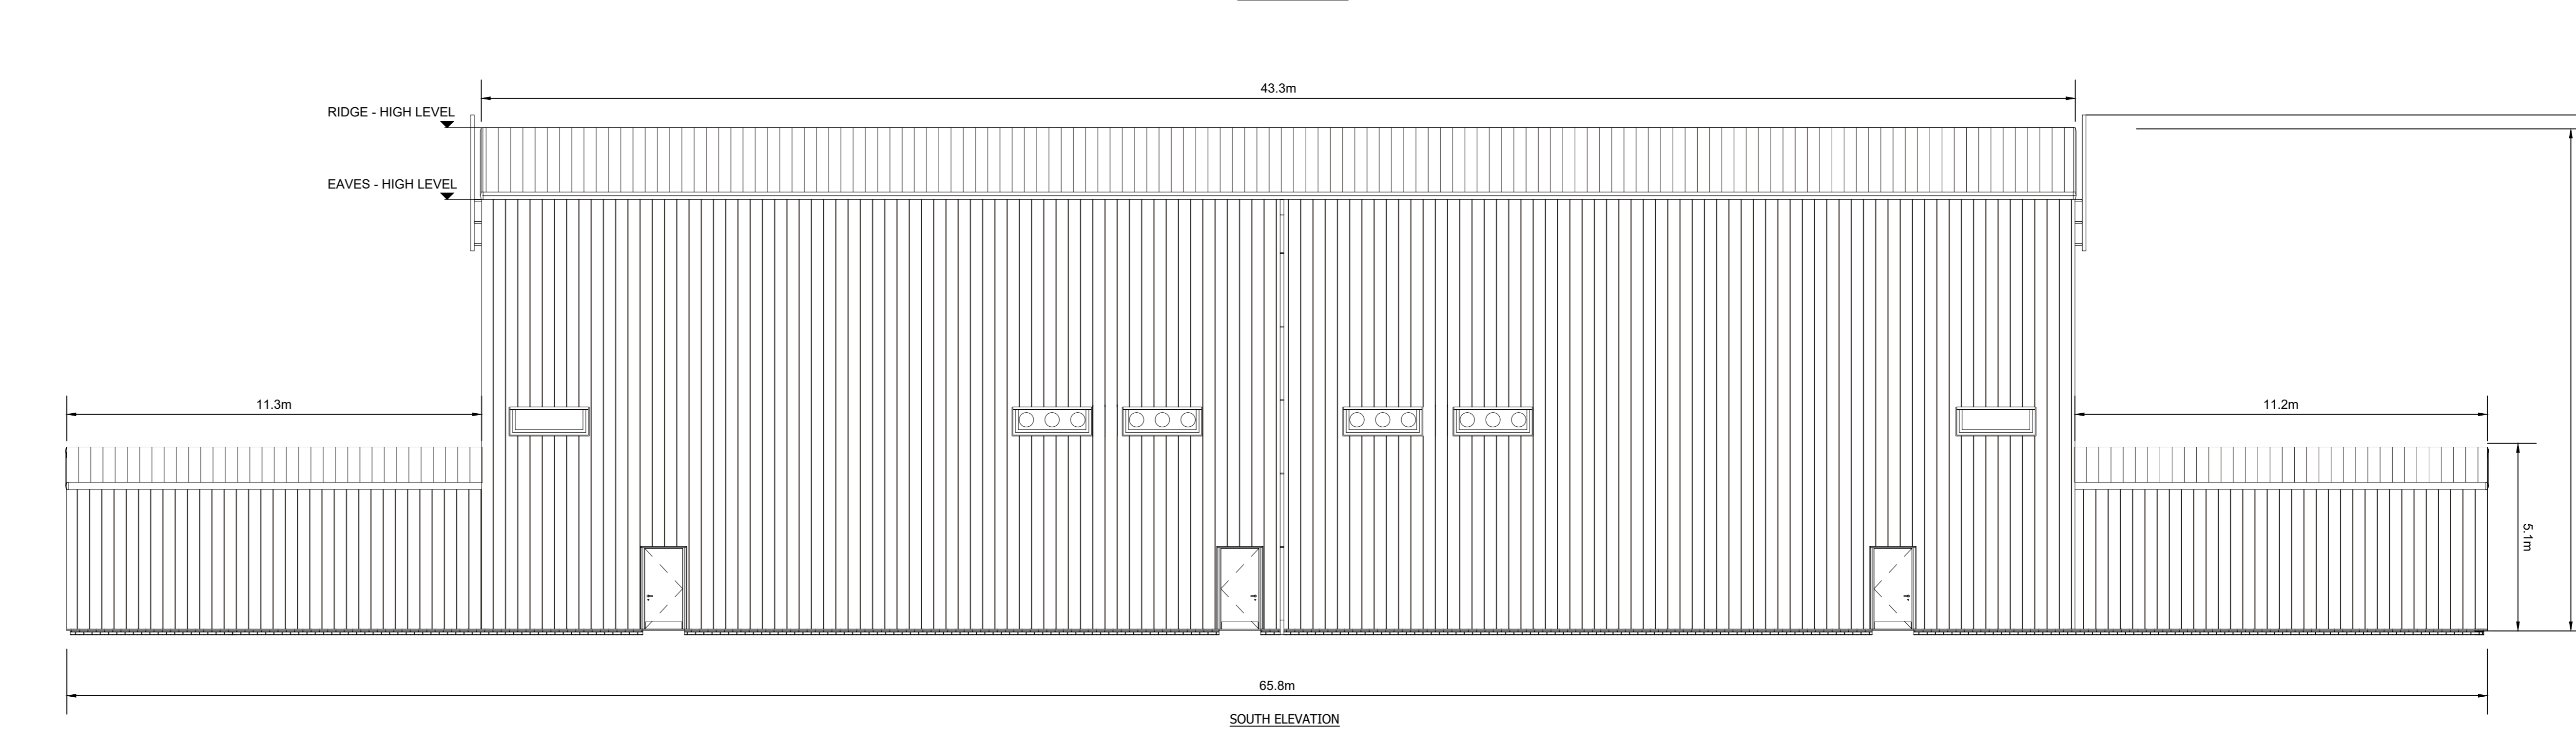 43.3m
RIDGE - HIGH LEVEL
EAVES - HIGH LEVEL
11.3m
11.2m
5.1m
65.8m
SOUTH ELEVATION